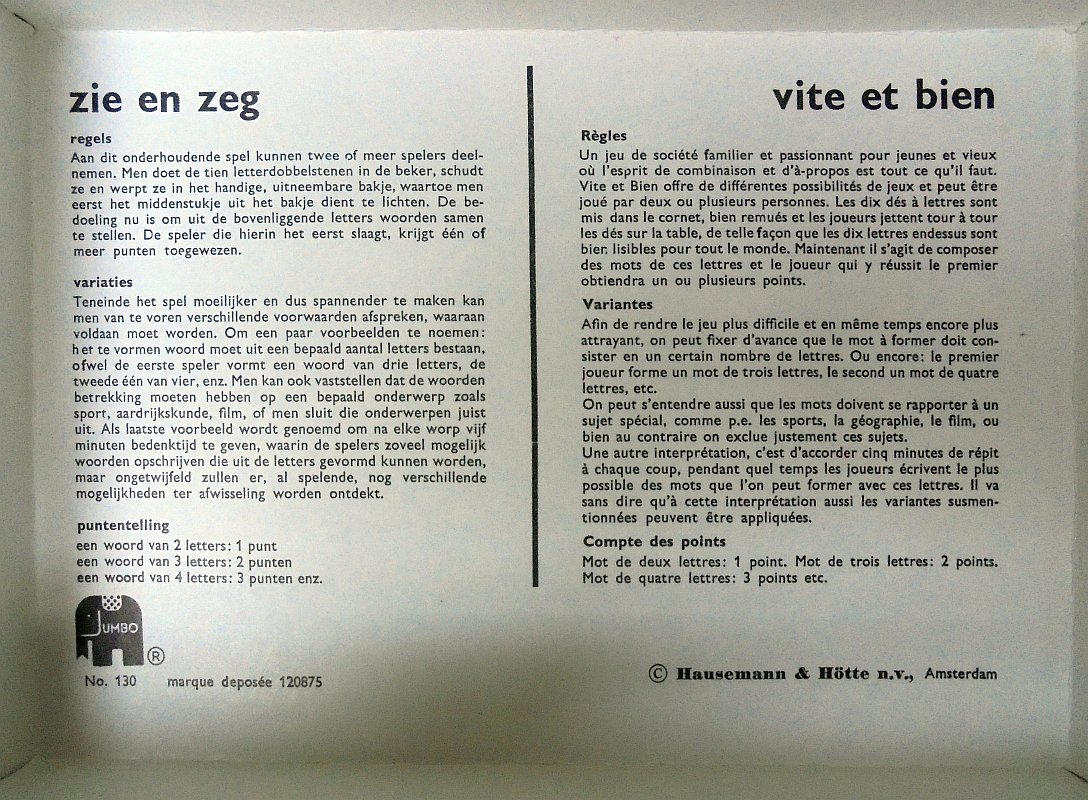 zie en zeg
regels
Aan dit onderhoudende spel kunnen twee of meer spelers deel-
nemen. Men doet de tien letterdobbelstenen in de beker, schudt
ze en werpt ze in het handige, uitneembare bakje, waartoe men
eerst het middenstukje uit het bakje dient te lichten. De be-
doeling nu is om uit de bovenliggende letters woorden samen
te stellen. De speler die hierin het eerst slaagt, krijgt één of
meer punten toegewezen.
variaties
Teneinde het spel moeilijker en dus spannender te maken kan
men van te voren verschillende voorwaarden afspreken, waaraan
voldaan moet worden. Om een paar voorbeelden te noemen:
het te vormen woord moet uit een bepaald aantal letters bestaan,
ofwel de eerste speler vormt een woord van drie letters, de
tweede één van vier, enz. Men kan ook vaststellen dat de woorden
betrekking moeten hebben op een bepaald onderwerp zoals
sport, aardrijkskunde, film, of men sluit die onderwerpen juist
uit. Als laatste voorbeeld wordt genoemd om na elke worp vijf
minuten bedenktijd te geven, waarin de spelers zoveel mogelijk
woorden opschrijven die uit de letters gevormd kunnen worden,
maar ongetwijfeld zullen er, al spelende, nog verschillende
mogelijkheden ter afwisseling worden ontdekt.
puntentelling
een woord van 2 letters: 1 punt
een woord van 3 letters: 2 punten
een woord van 4 letters: 3 punten enz.
JUMBO
®
No. 130 marque deposée 120875
vite et bien
Règles
Un jeu de société familier et passionnant pour jeunes et vieux
où l'esprit de combinaison et d'à-propos est tout ce qu'il faut.
Vite et Bien offre de différentes possibilités de jeux et peut être
joué par deux ou plusieurs personnes. Les dix dés à lettres sont
mis dans le cornet, bien remués et les joueurs jettent tour à tour
les dés sur la table, de telle façon que les dix lettres endessus sont
bien lisibles pour tout le monde. Maintenant il s'agit de composer
des mots de ces lettres et le joueur qui y réussit le premier
obtiendra un ou plusieurs points.
Variantes
Afin de rendre le jeu plus difficile et en même temps encore plus
attrayant, on peut fixer d'avance que le mot à former doit con-
sister en un certain nombre de lettres. Ou encore: le premier
joueur forme un mot de trois lettres, le second un mot de quatre
lettres, etc.
On peut s'entendre aussi que les mots doivent se rapporter à un
sujet spécial, comme p.e. les sports, la géographie, le film, ou
bien au contraire on exclue justement ces sujets.
Une autre interprétation, c'est d'accorder cinq minutes de répit
à chaque coup, pendant quel temps les joueurs écrivent le plus
possible des mots que l'on peut former avec ces lettres. Il va
sans dire qu'à cette interprétation aussi les variantes susmen-
tionnées peuvent être appliquées.
Compte des points
Mot de deux lettres: 1 point. Mot de trois lettres: 2 points.
Mot de quatre lettres: 3 points etc.
© Hausemann & Hötte n.v., Amsterdam